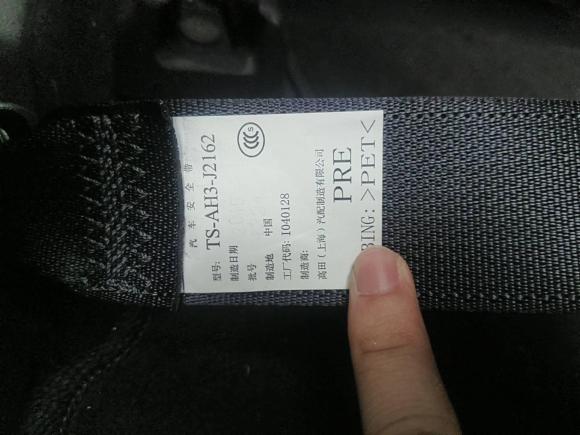 汽车安全带
型号: TS-AH3-J2162
制造日期
批号
制造地 中国
工厂代码: I040128
制造商:
高田（上海）汽配制造有限公司
PRE
BING: >PET<
CCC S